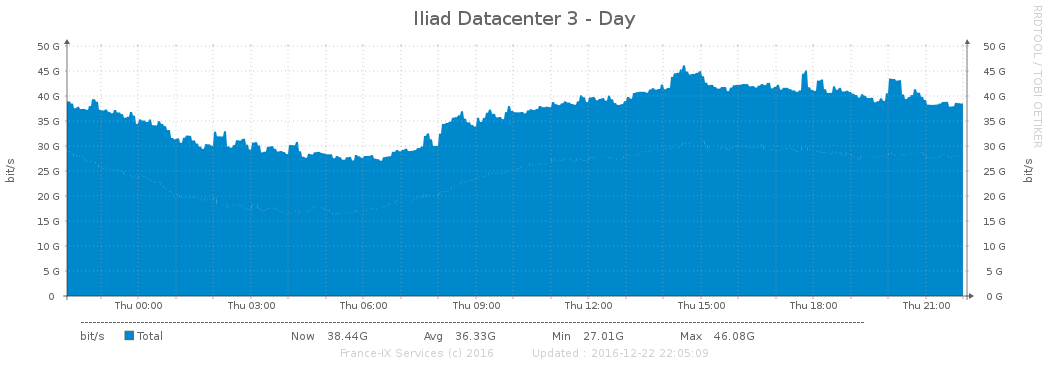 Iliad Datacenter 3 - Day
RRDTOOL / TOBI OETIKER
50 G 50 G
45 G 45 G
40 G 40 G
35 G 35 G
30 G 30 G
25 G 25 G
20 G 20 G
15 G 15 G
10 G 10 G
5 G 5 G
0 0 G
bit/s bit/s
Thu 00:00 Thu 03:00 Thu 06:00 Thu 09:00 Thu 12:00 Thu 15:00 Thu 18:00 Thu 21:00
bit/s Total Now 38.44G Avg 36.33G Min 27.01G Max 46.08G
France-IX Services (c) 2016 Updated : 2016-12-22 22:05:09